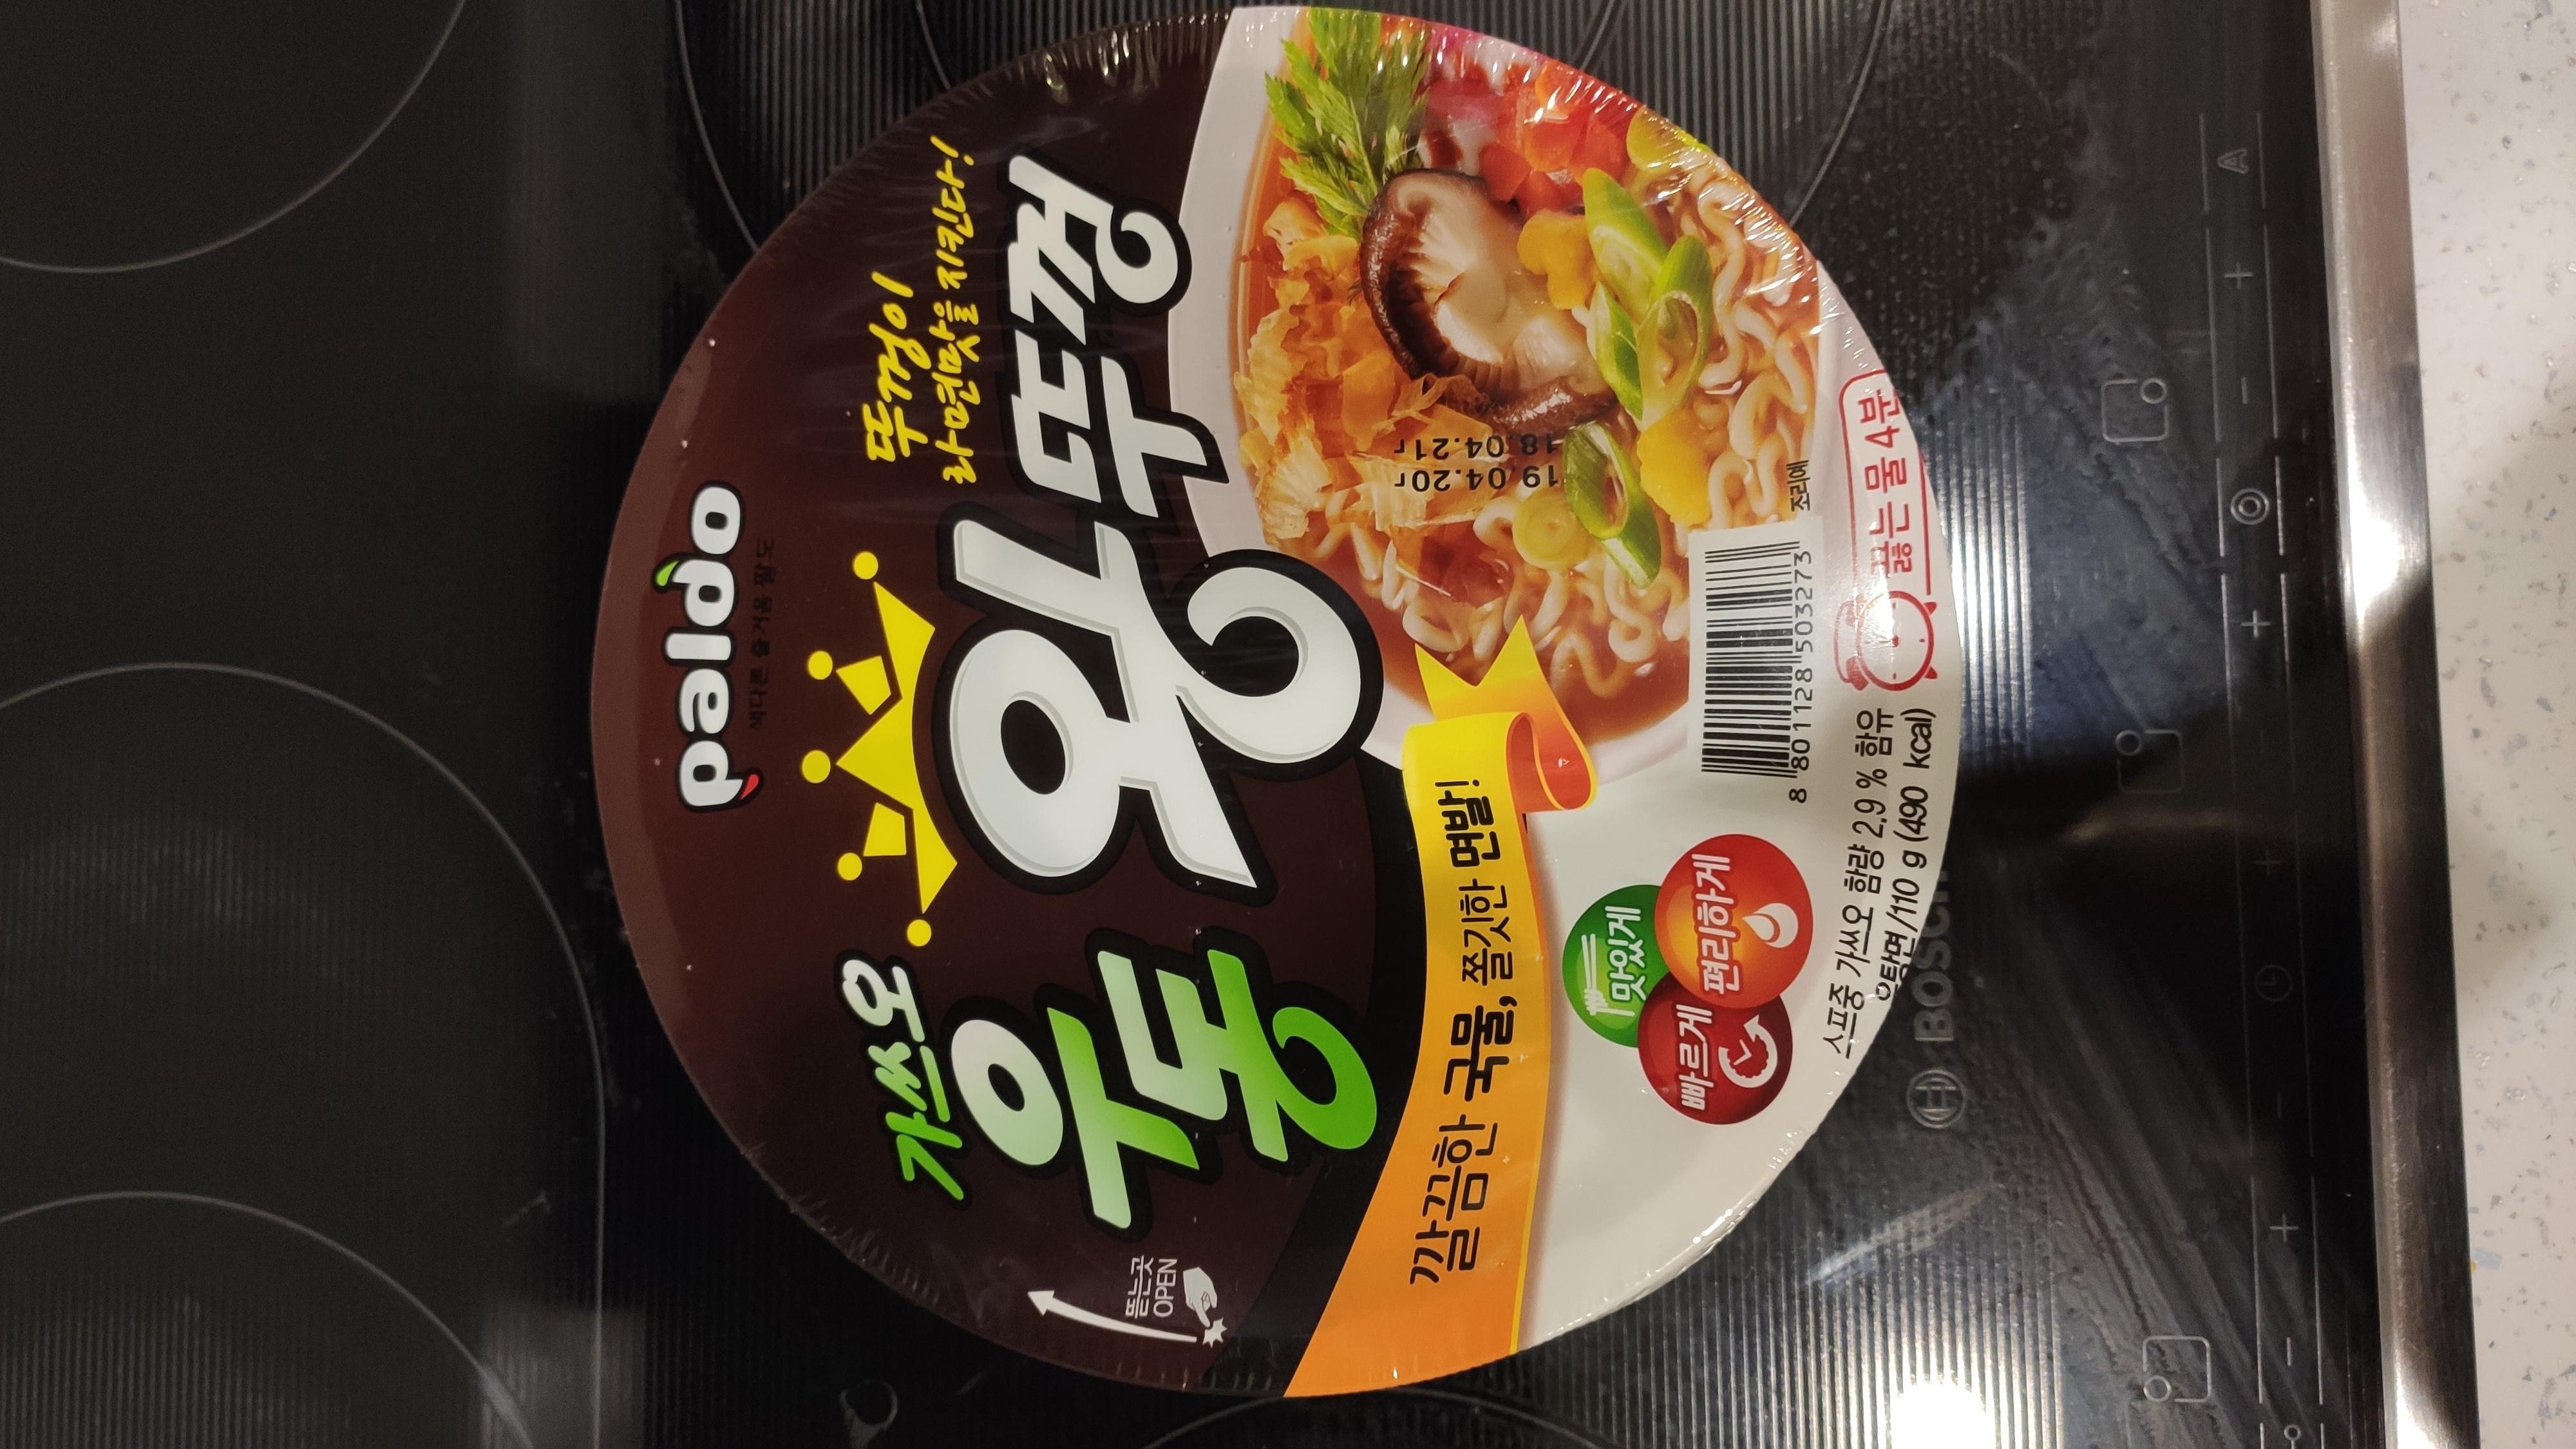 paldo
색다른 즐거움 팔도
뚜껑이
라면맛을 지킨다!
가쓰오
우동
왕뚜껑
뜯는곳
OPEN
깔끔한 국물, 쫄깃한 면발!
19.04.20
18.04.21
맛있게
빠르게
편리하게
8 801128 503273
조리예
끓는 물 4분
스프중 가쓰오 함량 2.9 % 함유
유탕면/110 g (490 kcal)
BOSCH
A